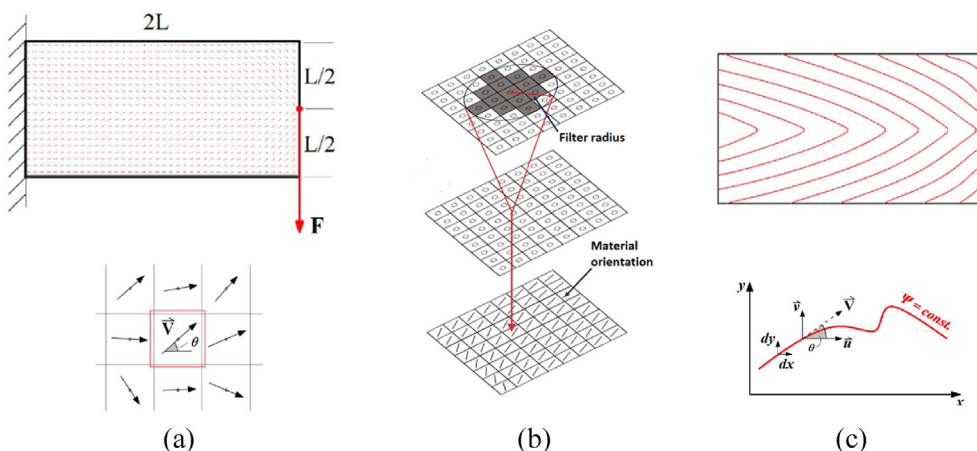 2L
L/2
L/2
F
V
θ
(a)
Filter radius
Material
orientation
(b)
y
v
V
Ψ = const.
dy
θ
u
dx
x
(c)